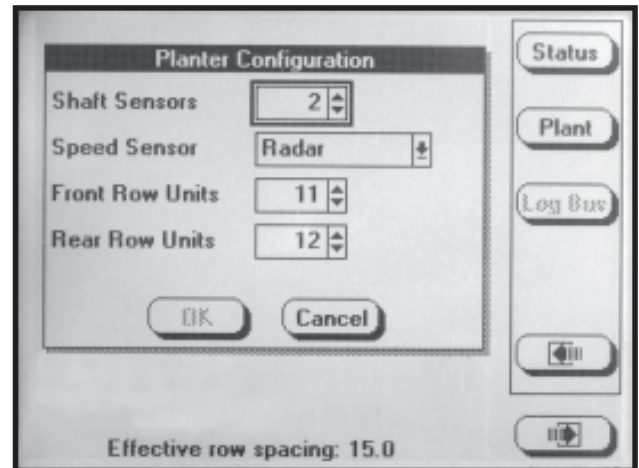 Planter Configuration
Shaft Sensors 2
Speed Sensor Radar
Front Row Units 11
Rear Row Units 12
OK Cancel
Effective row spacing: 15.0
Status
Plant
Log Bus